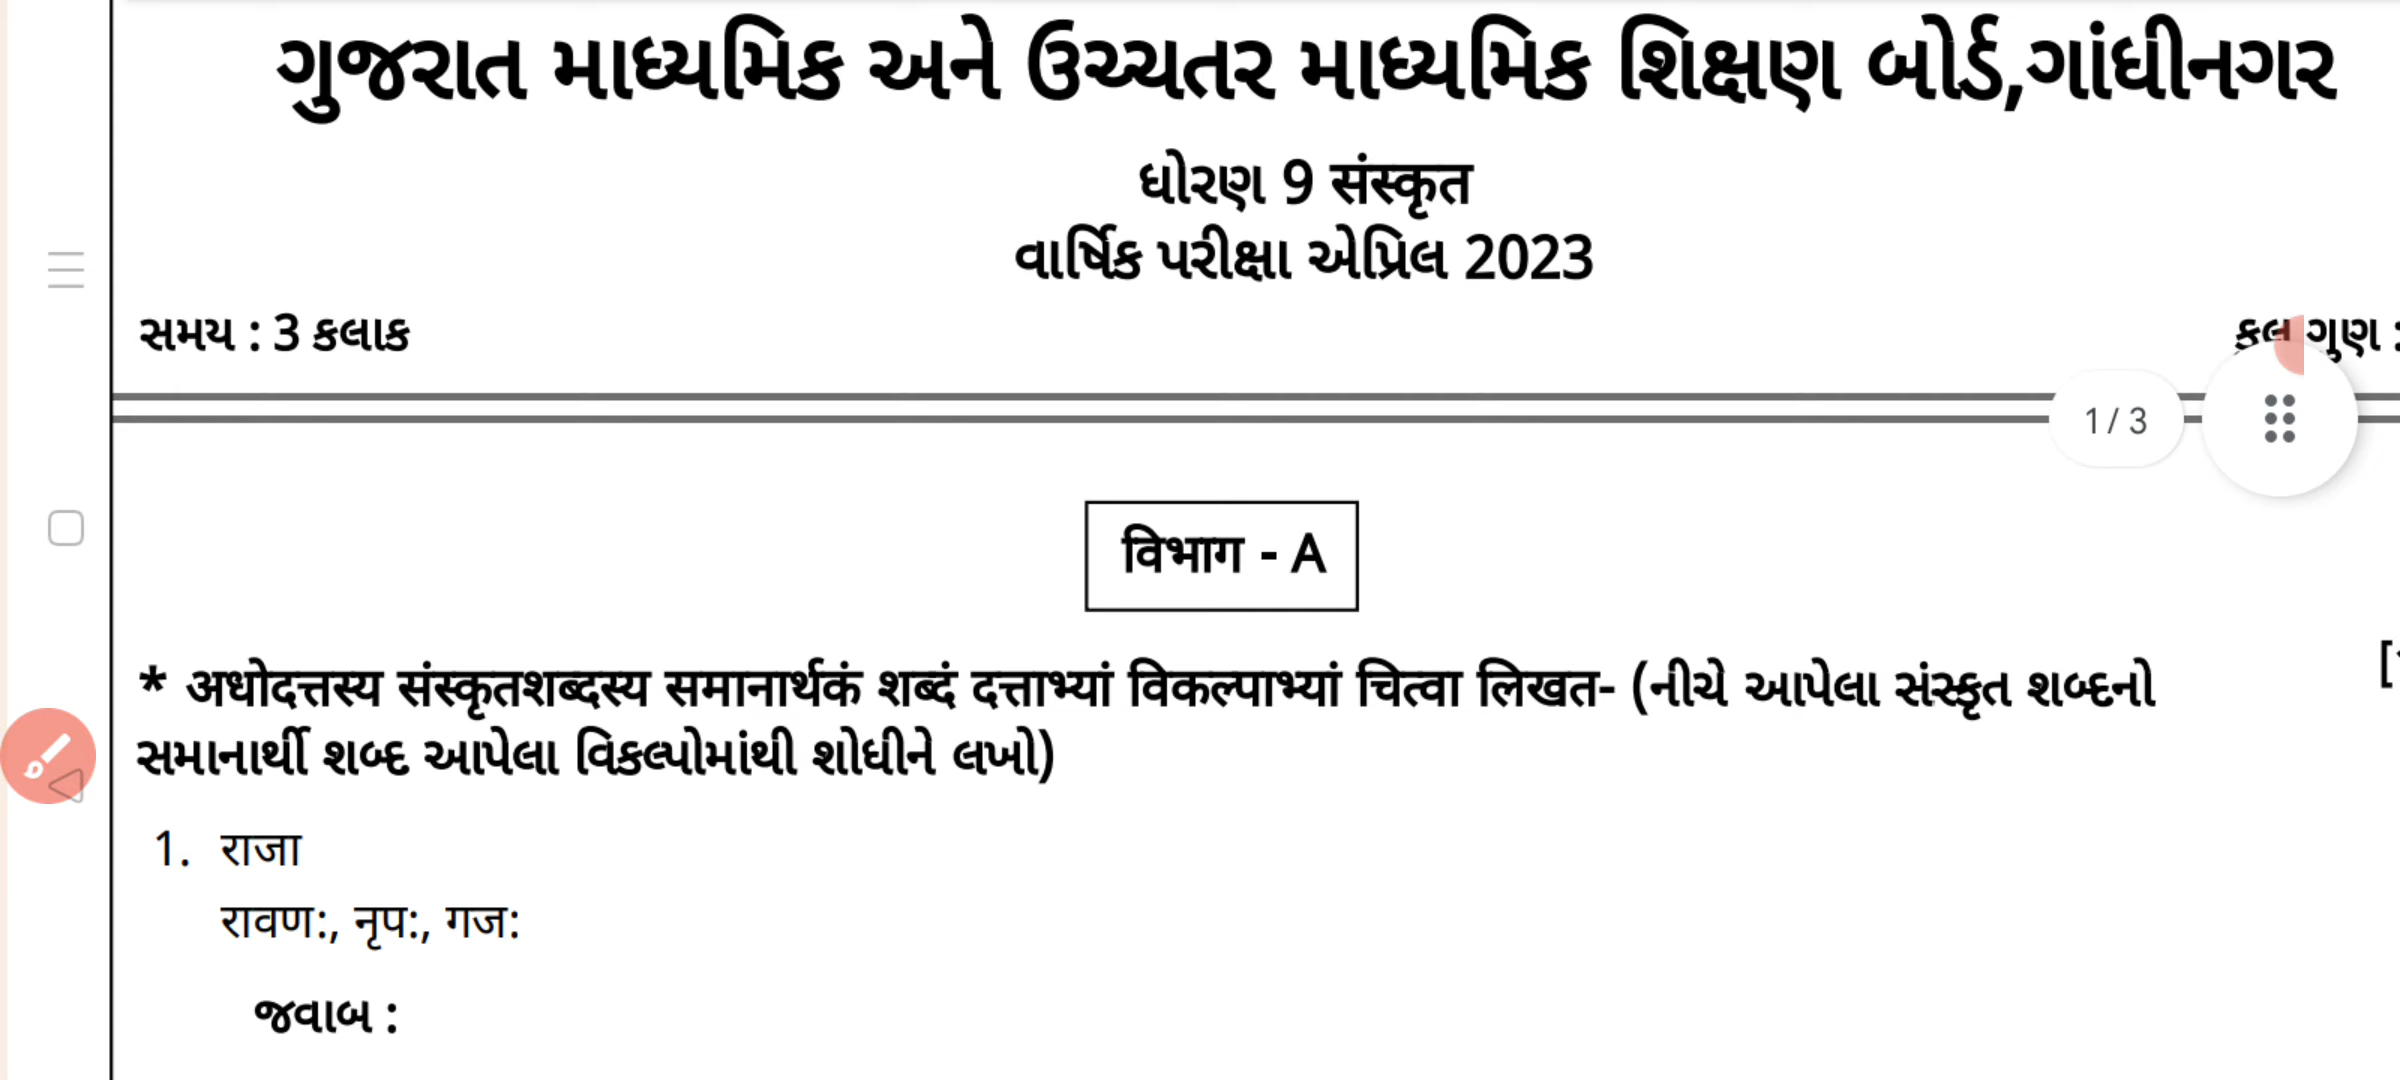 ગુજરાત માધ્યમિક અને ઉચ્ચતર માધ્યમિક શિક્ષણ બોર્ડ,ગાંધીનગર
ધોરણ 9 संस्कृत
વાર્ષિક પરીક્ષા એપ્રિલ 2023
સમય : 3 કલાક
ગુણ :
1 / 3
विभाग - A
* अधोदत्तस्य संस्कृतशब्दस्य समानार्थकं शब्दं दत्ताभ्यां विकल्पाभ्यां चित्वा लिखत- (નીચે આપેલા સંસ્કૃત શબ્દનો
સમાનાર્થી શબ્દ આપેલા વિકલ્પોમાંથી શોધીને લખો)
1. राजा
रावण:, नृप:, गज:
જવાબ :